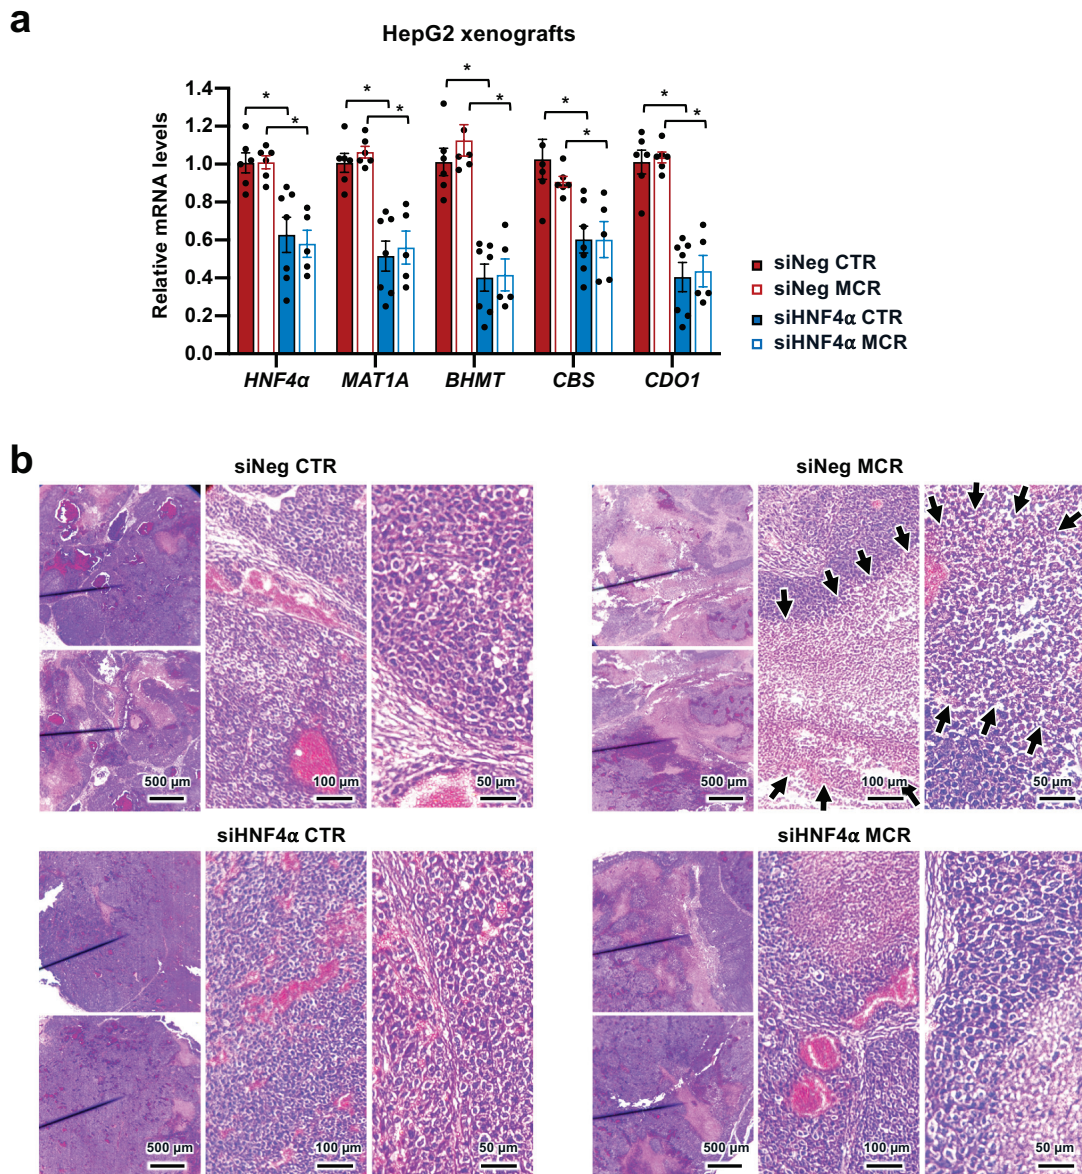 a
HepG2 xenografts
Relative mRNA levels
1.4
1.2
1.0
0.8
0.6
0.4
0.2
0.0
* * * * * * * * * *
HNF4α MAT1A BHMT CBS CDO1
siNeg CTR
siNeg MCR
siHNF4α CTR
siHNF4α MCR
b
siNeg CTR
500 µm 100 µm 50 µm
siNeg MCR
500 µm 100 µm 50 µm
siHNF4α CTR
500 µm 100 µm 50 µm
siHNF4α MCR
500 µm 100 µm 50 µm